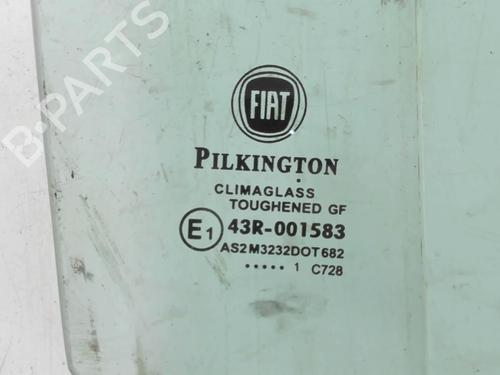 B-PARTS
FIAT
PILKINGTON
CLIMAGLASS
TOUGHENED GF
E1 43R-001583
AS2 M3232DOT682
..... 1 C728